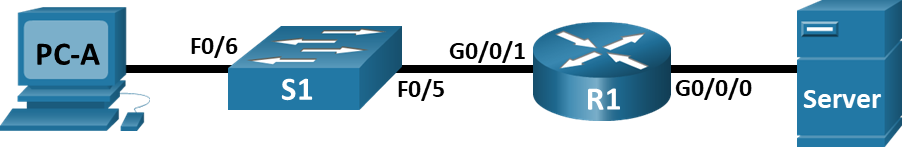 PC-A
F0/6
S1
F0/5
G0/0/1
R1
G0/0/0
Server